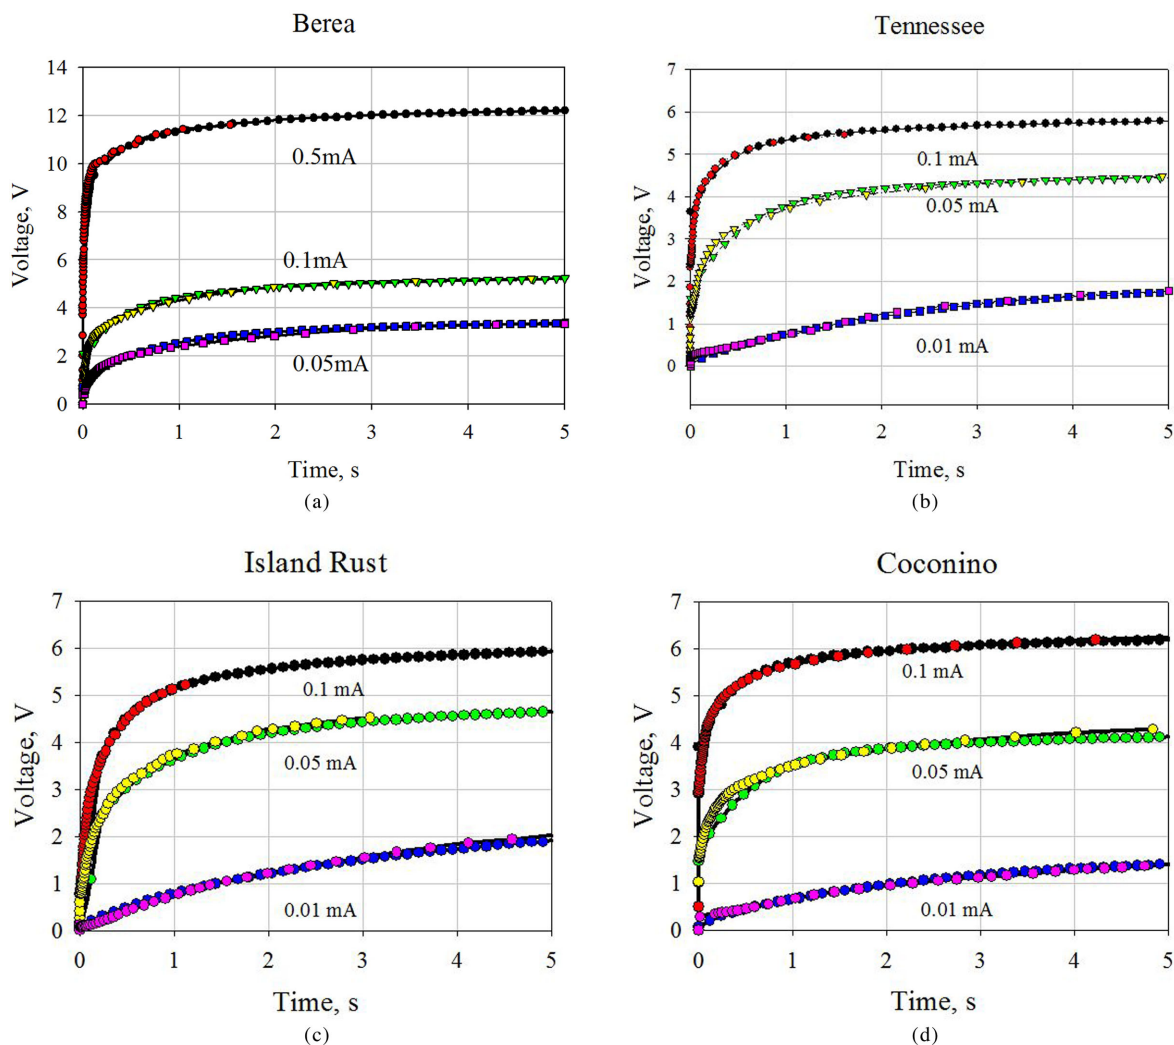 Berea
14
12
10
8
6
4
2
0
Voltage, V
0.5mA
0.1mA
0.05mA
0 1 2 3 4 5
Time, s
(a)
Tennessee
7
6
5
4
3
2
1
0
Voltage, V
0.1 mA
0.05 mA
0.01 mA
0 1 2 3 4 5
Time, s
(b)
Island Rust
7
6
5
4
3
2
1
0
Voltage, V
0.1 mA
0.05 mA
0.01 mA
0 1 2 3 4 5
Time, s
(c)
Coconino
7
6
5
4
3
2
1
0
Voltage, V
0.1 mA
0.05 mA
0.01 mA
0 1 2 3 4 5
Time, s
(d)